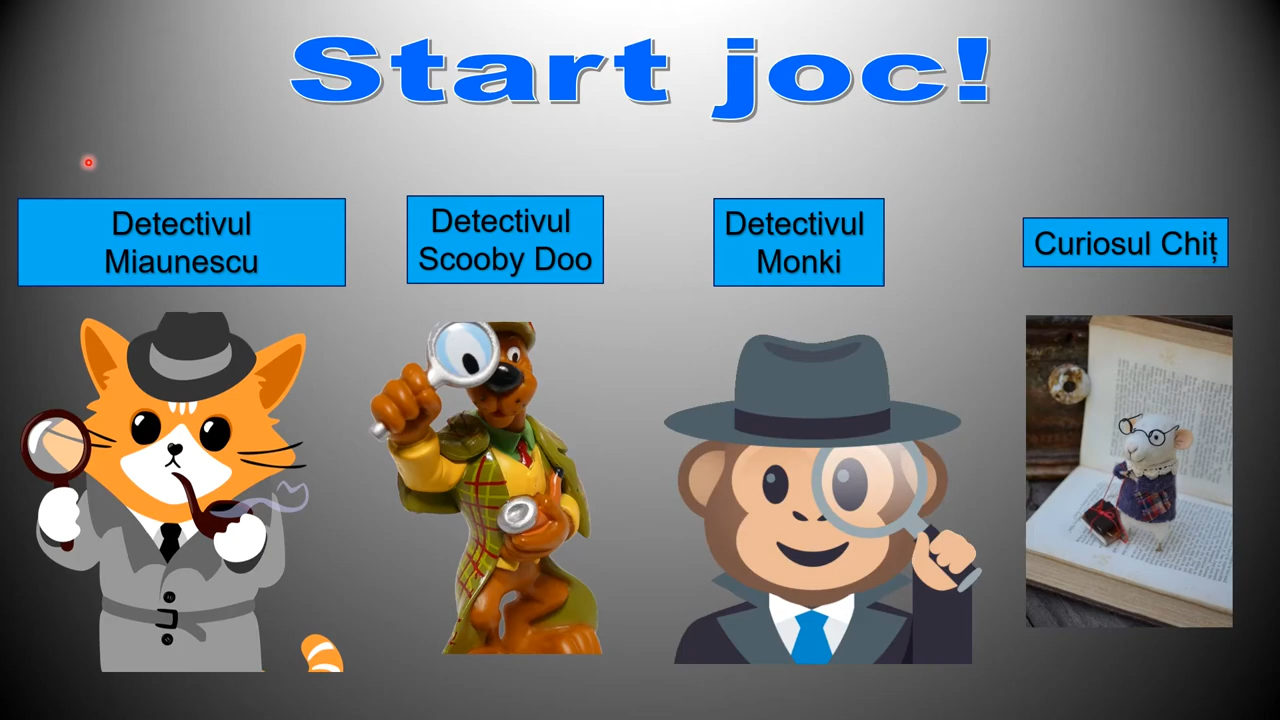 Start joc!
Detectivul
Miaunescu
Detectivul
Scooby Doo
Detectivul
Monki
Curiosul Chiț